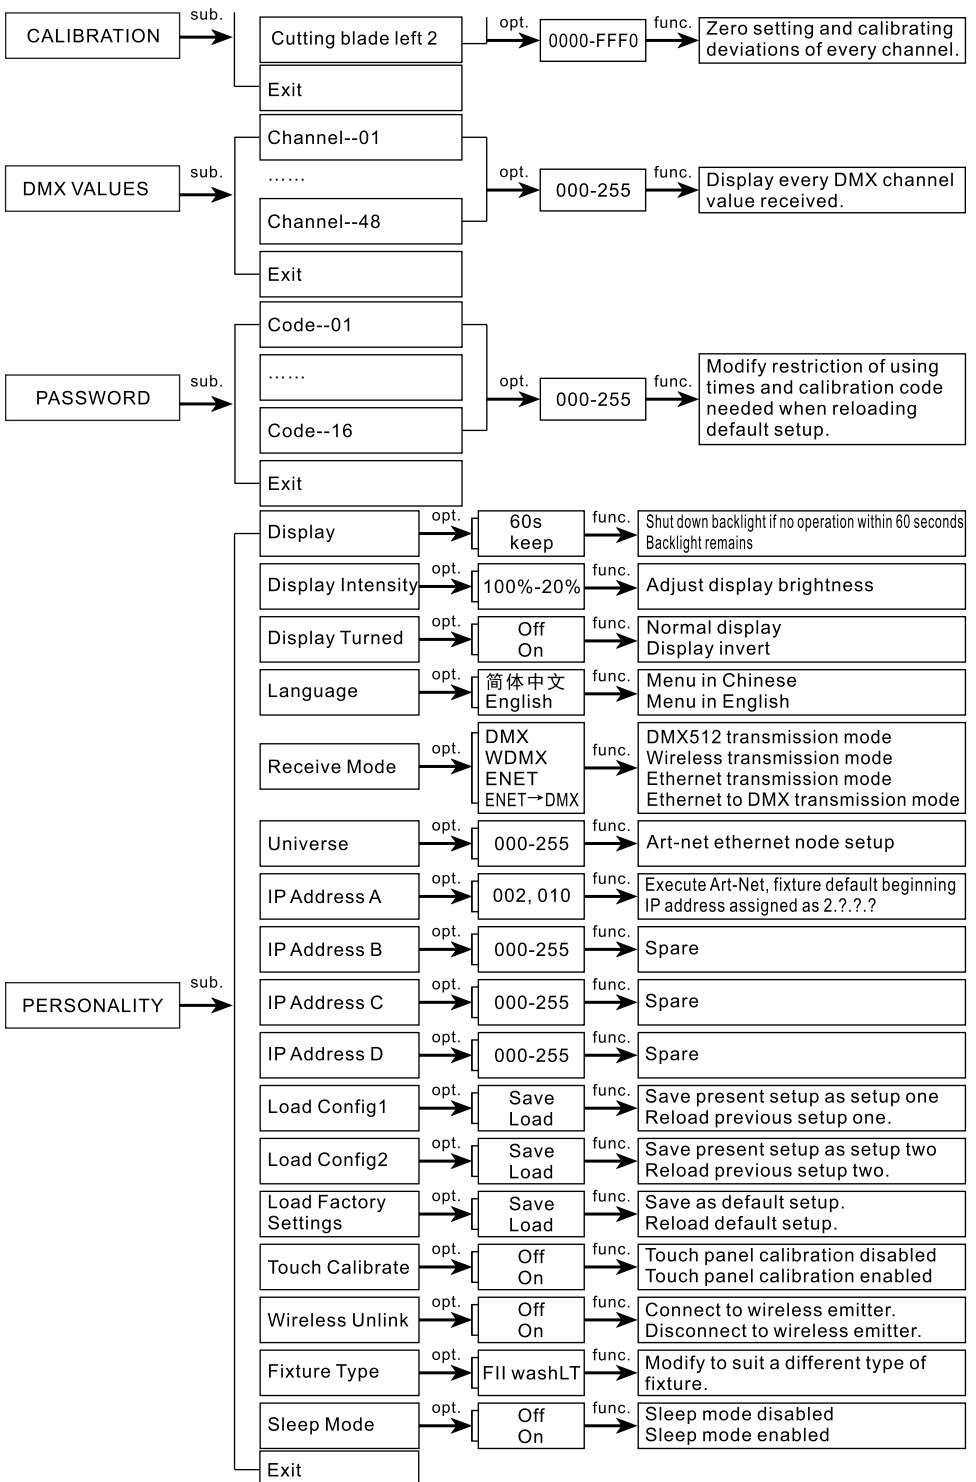 CALIBRATION
sub.
Cutting blade left 2
opt.
0000-FFF0
func.
Zero setting and calibrating
deviations of every channel.
Exit
DMX VALUES
sub.
Channel--01
······
Channel--48
opt.
000-255
func.
Display every DMX channel
value received.
Exit
PASSWORD
sub.
Code--01
······
Code--16
opt.
000-255
func.
Modify restriction of using
times and calibration code
needed when reloading
default setup.
Exit
PERSONALITY
sub.
Display
opt.
60s
keep
func.
Shut down backlight if no operation within 60 seconds
Backlight remains
Display Intensity
opt.
100%-20%
func.
Adjust display brightness
Display Turned
opt.
Off
On
func.
Normal display
Display invert
Language
opt.
简体中文
English
func.
Menu in Chinese
Menu in English
Receive Mode
opt.
DMX
WDMX
ENET
ENET→DMX
func.
DMX512 transmission mode
Wireless transmission mode
Ethernet transmission mode
Ethernet to DMX transmission mode
Universe
opt.
000-255
func.
Art-net ethernet node setup
IP Address A
opt.
002, 010
func.
Execute Art-Net, fixture default beginning
IP address assigned as 2.?.?.?
IP Address B
opt.
000-255
func.
Spare
IP Address C
opt.
000-255
func.
Spare
IP Address D
opt.
000-255
func.
Spare
Load Config1
opt.
Save
Load
func.
Save present setup as setup one
Reload previous setup one.
Load Config2
opt.
Save
Load
func.
Save present setup as setup two
Reload previous setup two.
Load Factory
Settings
opt.
Save
Load
func.
Save as default setup.
Reload default setup.
Touch Calibrate
opt.
Off
On
func.
Touch panel calibration disabled
Touch panel calibration enabled
Wireless Unlink
opt.
Off
On
func.
Connect to wireless emitter.
Disconnect to wireless emitter.
Fixture Type
opt.
FII washLT
func.
Modify to suit a different type of
fixture.
Sleep Mode
opt.
Off
On
func.
Sleep mode disabled
Sleep mode enabled
Exit